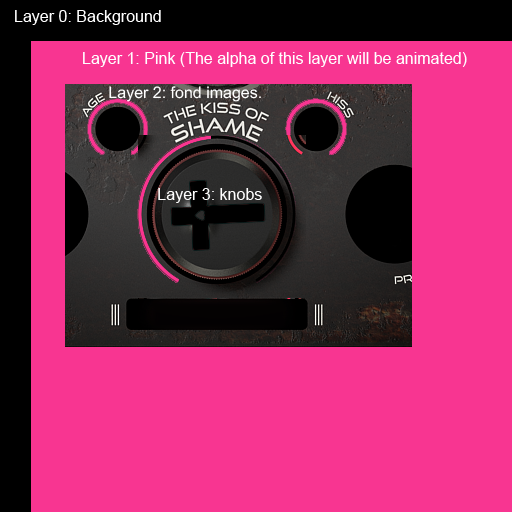 Layer 0: Background
Layer 1: Pink (The alpha of this layer will be animated)
Layer 2: fond images.
AGE
THE KISS OF
SHAME
HISS
Layer 3: knobs
PR